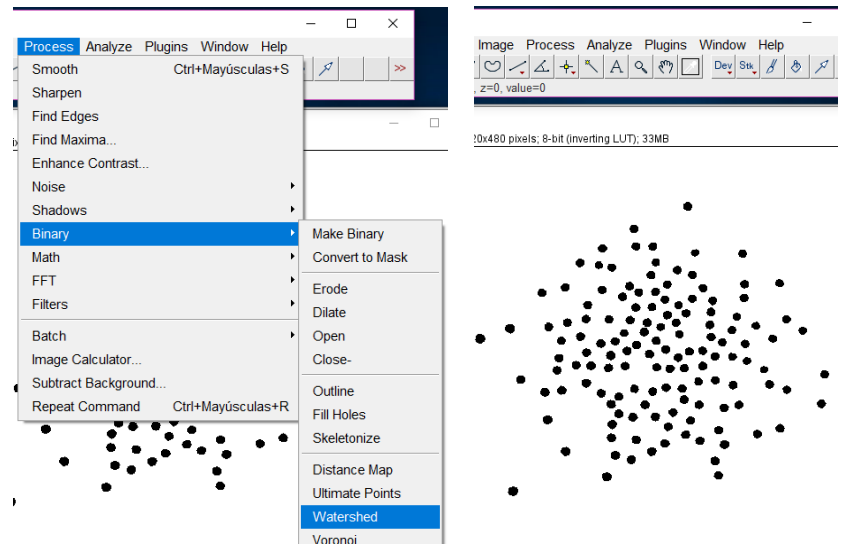 Process Analyze Plugins Window Help
>>
Smooth Ctrl+Mayúsculas+S
Sharpen
Find Edges
Find Maxima...
Enhance Contrast...
Noise
Shadows
Binary
Math
FFT
Filters
Batch
Image Calculator...
Subtract Background...
Repeat Command Ctrl+Mayúsculas+R
Make Binary
Convert to Mask
Erode
Dilate
Open
Close-
Outline
Fill Holes
Skeletonize
Distance Map
Ultimate Points
Watershed
Voronoi
Image Process Analyze Plugins Window Help
A Dev Stk
, z=0, value=0
20x480 pixels; 8-bit (inverting LUT); 33MB